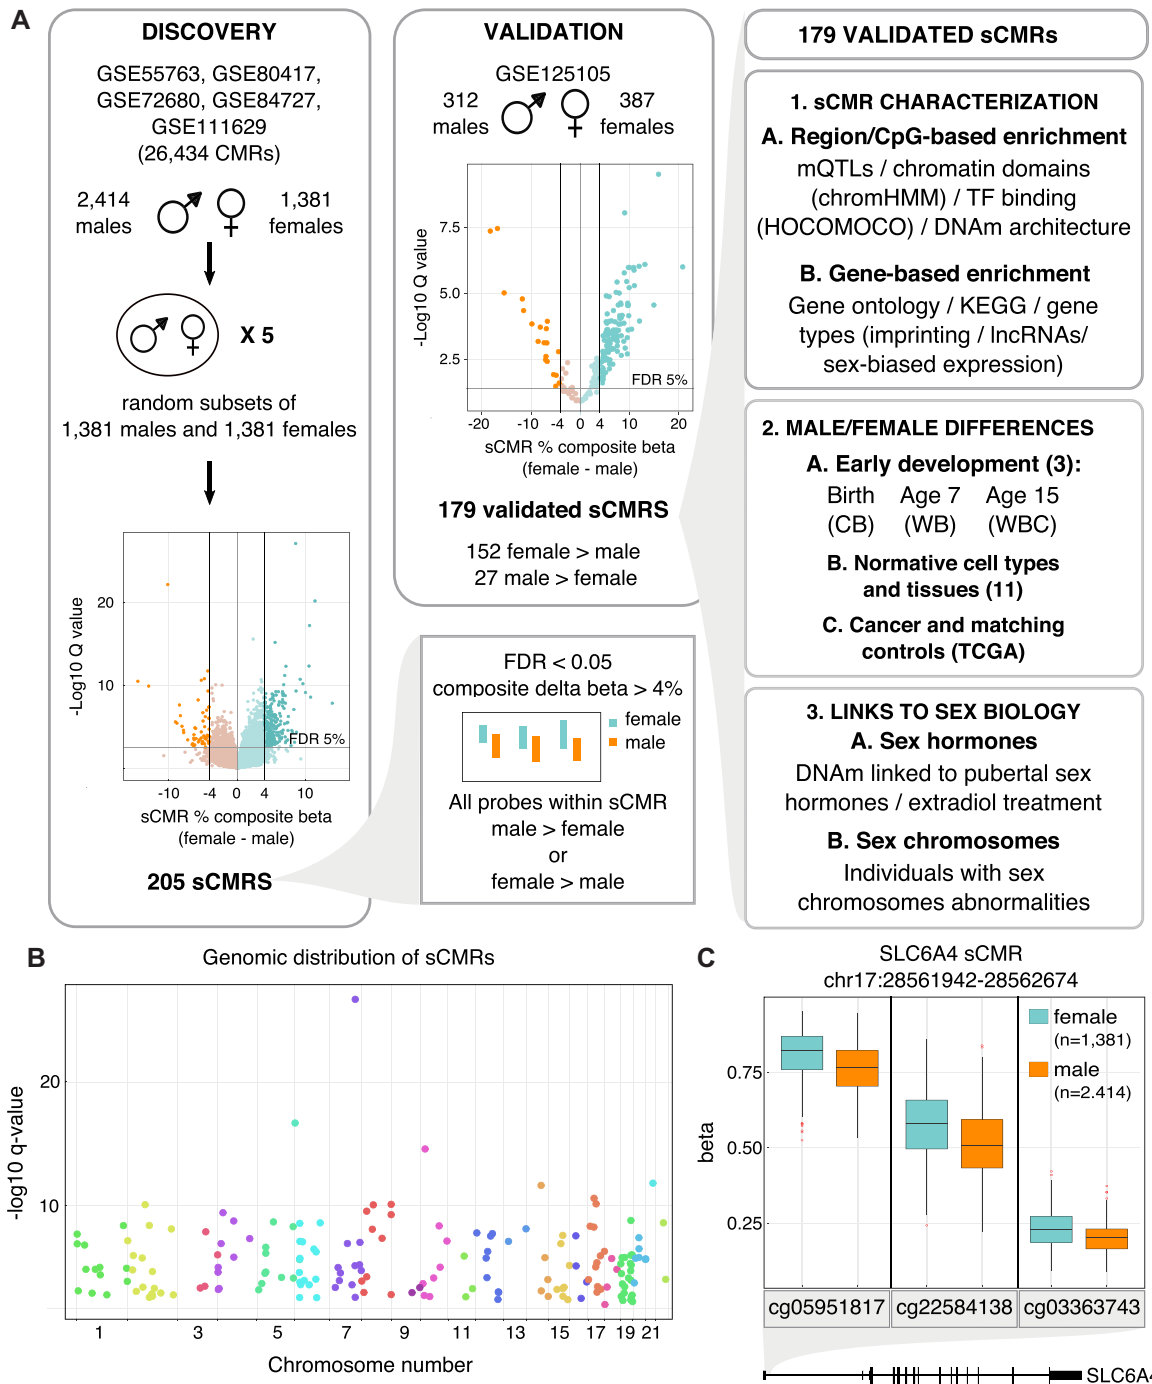 A
DISCOVERY
GSE55763, GSE80417,
GSE72680, GSE84727,
GSE111629
(26,434 CMRs)
2,414
males
1,381
females
X 5
random subsets of
1,381 males and 1,381 females
-Log10 Q value
20
10
FDR 5%
-10 -4 0 4 10
sCMR % composite beta
(female - male)
205 sCMRS
VALIDATION
GSE125105
312
males
387
females
-Log10 Q value
7.5
5.0
2.5
FDR 5%
-20 -10 -4 0 4 10 20
sCMR % composite beta
(female - male)
179 validated sCMRS
152 female > male
27 male > female
FDR < 0.05
composite delta beta > 4%
female
male
All probes within sCMR
male > female
or
female > male
179 VALIDATED sCMRs
1. sCMR CHARACTERIZATION
A. Region/CpG-based enrichment
mQTLs / chromatin domains
(chromHMM) / TF binding
(HOCOMOCO) / DNAm architecture
B. Gene-based enrichment
Gene ontology / KEGG / gene
types (imprinting / lncRNAs/
sex-biased expression)
2. MALE/FEMALE DIFFERENCES
A. Early development (3):
Birth Age 7 Age 15
(CB) (WB) (WBC)
B. Normative cell types
and tissues (11)
C. Cancer and matching
controls (TCGA)
3. LINKS TO SEX BIOLOGY
A. Sex hormones
DNAm linked to pubertal sex
hormones / extradiol treatment
B. Sex chromosomes
Individuals with sex
chromosomes abnormalities
B
Genomic distribution of sCMRs
-log10 q-value
20
10
1 3 5 7 9 11 13 15 17 19 21
Chromosome number
C
SLC6A4 sCMR
chr17:28561942-28562674
beta
0.75
0.50
0.25
female
(n=1,381)
male
(n=2.414)
cg05951817 cg22584138 cg03363743
SLC6A4